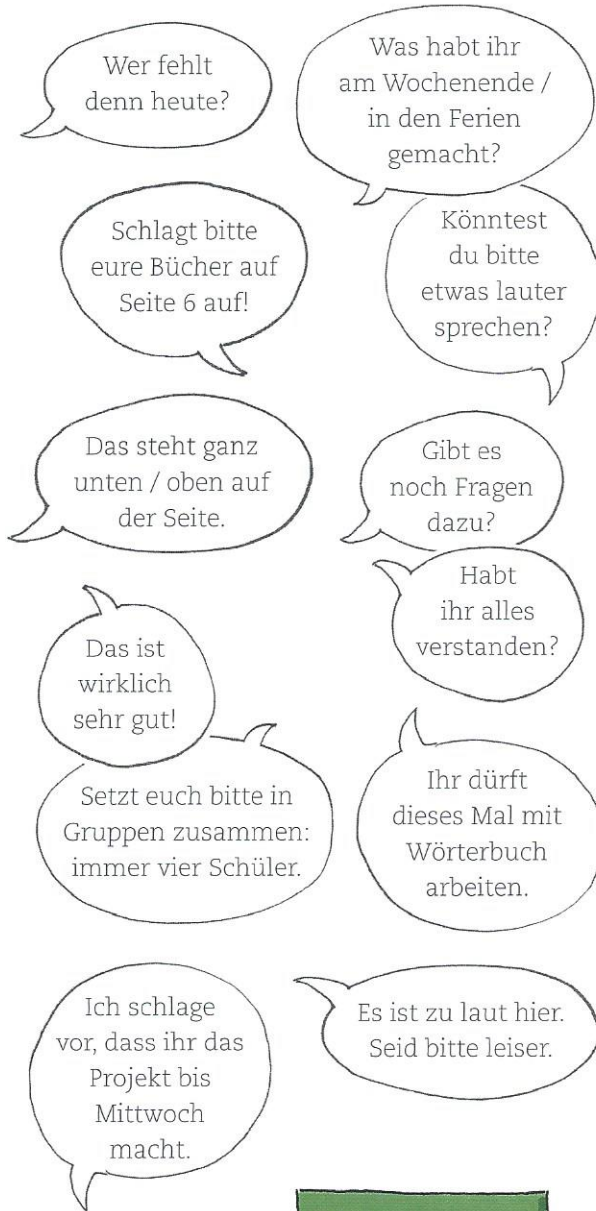 Wer fehlt
denn heute?
Was habt ihr
am Wochenende /
in den Ferien
gemacht?
Schlagt bitte
eure Bücher auf
Seite 6 auf!
Könntest
du bitte
etwas lauter
sprechen?
Das steht ganz
unten / oben auf
der Seite.
Gibt es
noch Fragen
dazu?
Habt
ihr alles
verstanden?
Das ist
wirklich
sehr gut!
Setzt euch bitte in
Gruppen zusammen:
immer vier Schüler.
Ihr dürft
dieses Mal mit
Wörterbuch
arbeiten.
Ich schlage
vor, dass ihr das
Projekt bis
Mittwoch
macht.
Es ist zu laut hier.
Seid bitte leiser.